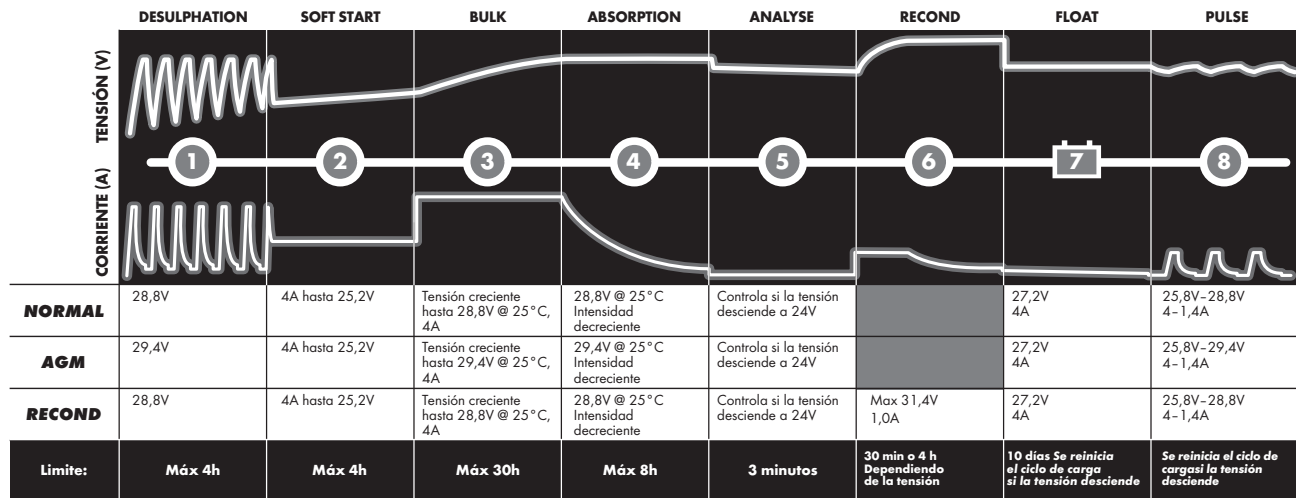 DESULPHATION SOFT START BULK ABSORPTION ANALYSE RECOND FLOAT PULSE
TENSIÓN (V)
1 2 3 4 5 6 7 8
CORRIENTE (A)
NORMAL
28,8V
4A hasta 25,2V
Tensión creciente
hasta 28,8V @ 25°C,
4A
28,8V @ 25°C
Intensidad
decreciente
Controla si la tensión
desciende a 24V
27,2V
4A
25,8V–28,8V
4–1,4A
AGM
29,4V
4A hasta 25,2V
Tensión creciente
hasta 29,4V @ 25°C,
4A
29,4V @ 25°C
Intensidad
decreciente
Controla si la tensión
desciende a 24V
27,2V
4A
25,8V–29,4V
4–1,4A
RECOND
28,8V
4A hasta 25,2V
Tensión creciente
hasta 28,8V @ 25°C,
4A
28,8V @ 25°C
Intensidad
decreciente
Controla si la tensión
desciende a 24V
Max 31,4V
1,0A
27,2V
4A
25,8V–28,8V
4–1,4A
Limite:
Máx 4h
Máx 4h
Máx 30h
Máx 8h
3 minutos
30 min o 4 h
Dependiendo
de la tensión
10 días Se reinicia
el ciclo de carga
si la tensión desciende
Se reinicia el ciclo de
cargasi la tensión
desciende